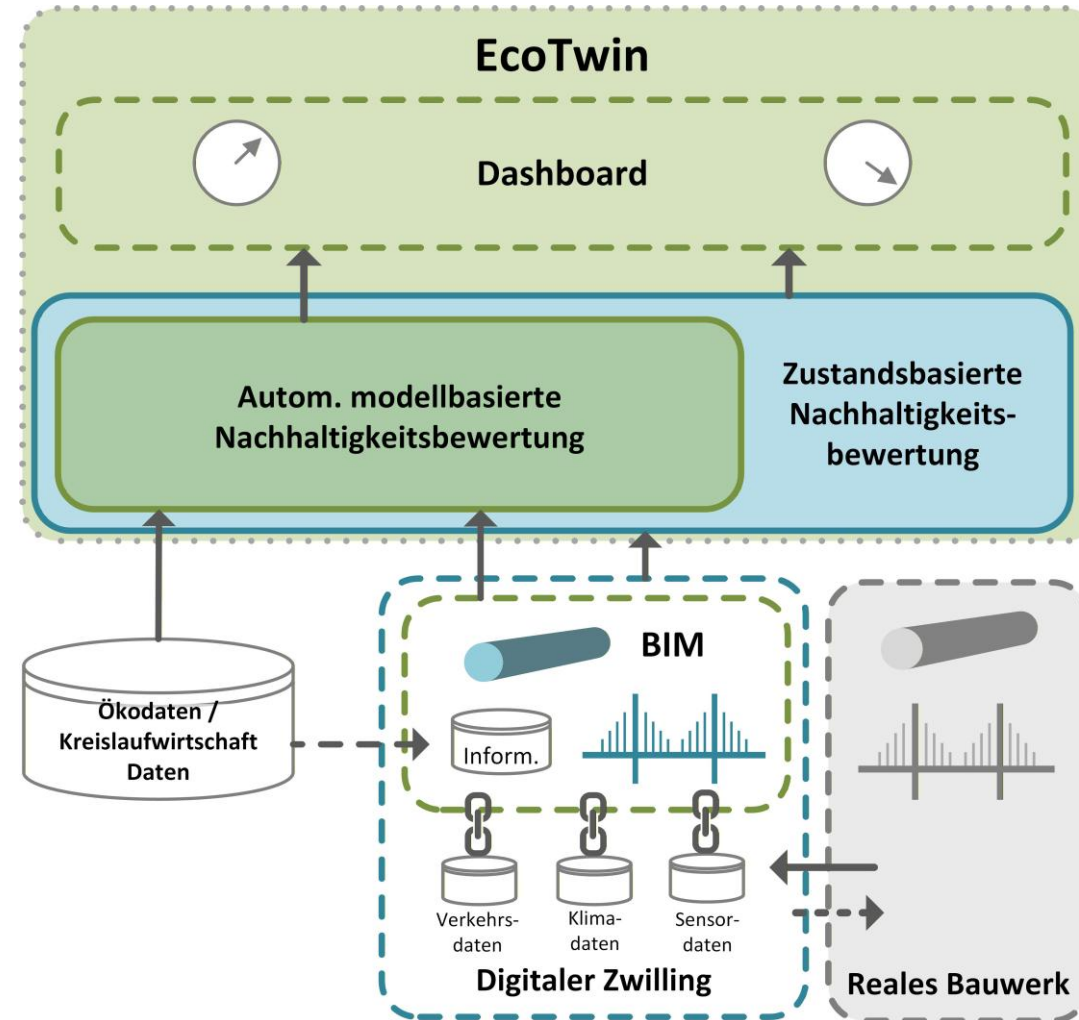 EcoTwin
Dashboard
Autom. modellbasierte
Nachhaltigkeitsbewertung
Zustandsbasierte
Nachhaltigkeits-
bewertung
Ökodaten /
Kreislaufwirtschaft
Daten
BIM
Inform.
Verkehrs-
daten
Klima-
daten
Sensor-
daten
Digitaler Zwilling
Reales Bauwerk